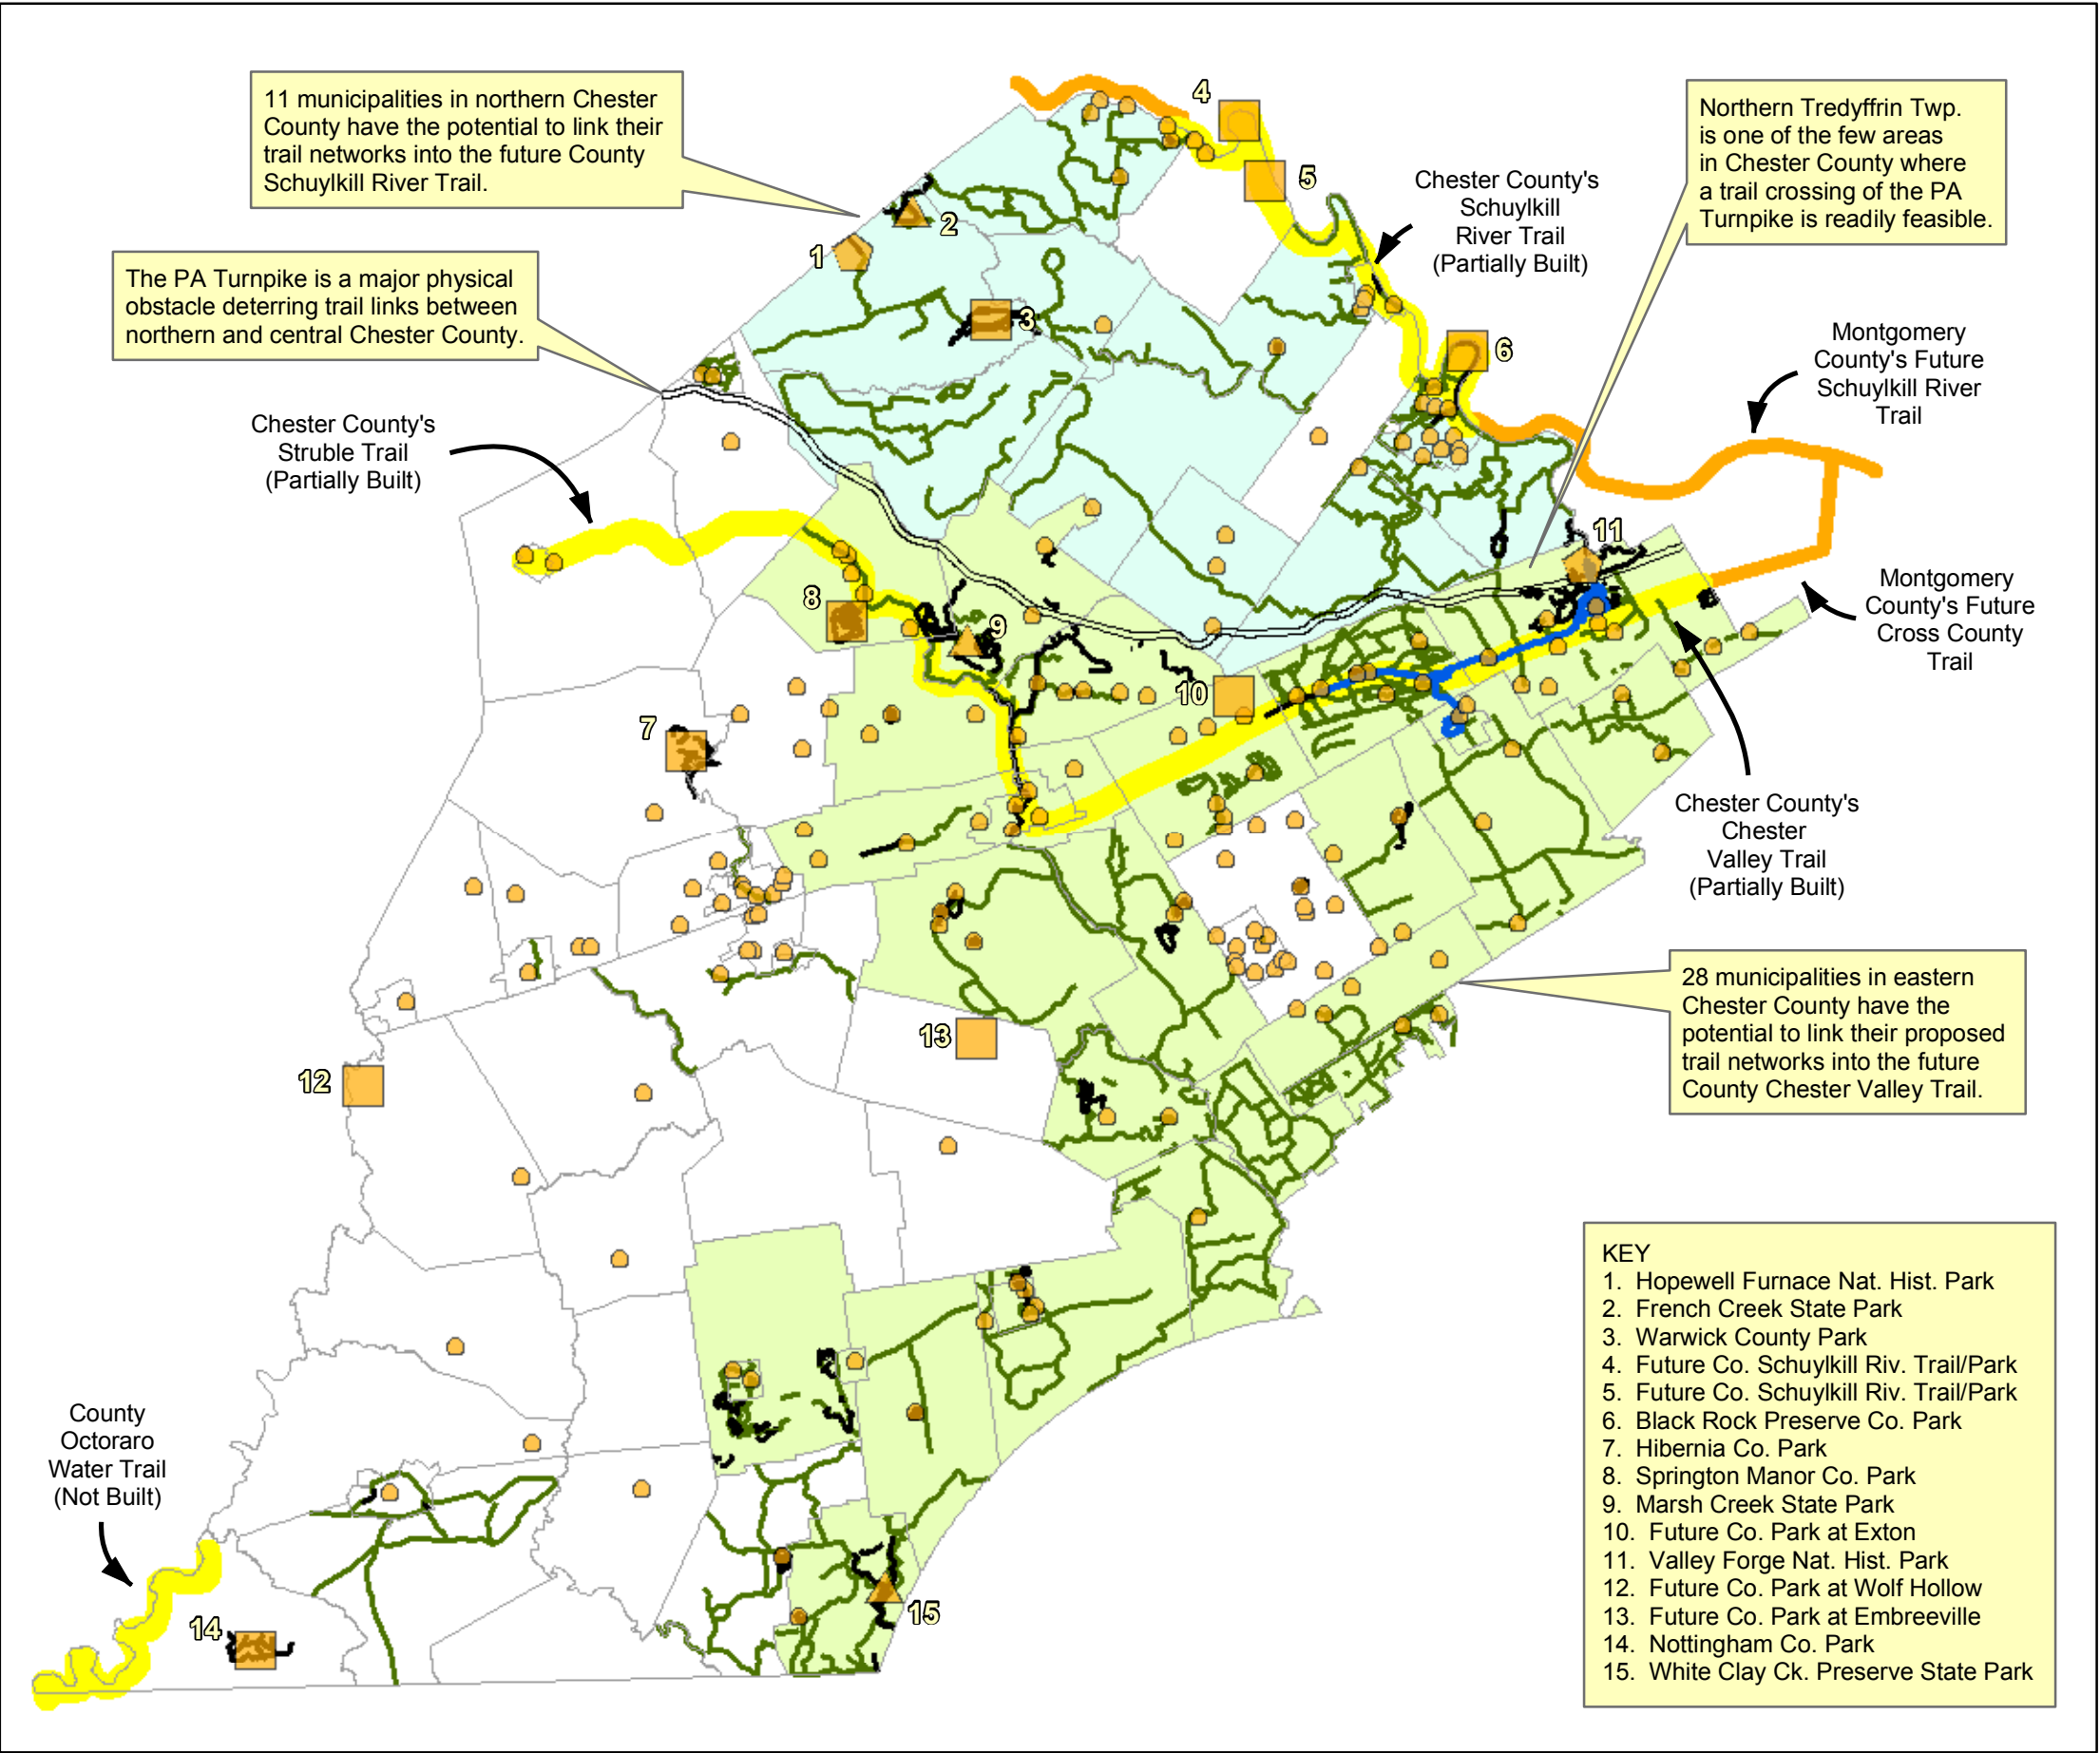 11 municipalities in northern Chester
County have the potential to link their
trail networks into the future County
Schuylkill River Trail.
4
Northern Tredyffrin Twp.
is one of the few areas
in Chester County where
a trail crossing of the PA
Turnpike is readily feasible.
5
Chester County's
Schuylkill
River Trail
(Partially Built)
2
1
The PA Turnpike is a major physical
obstacle deterring trail links between
northern and central Chester County.
3
6
Montgomery
County's Future
Schuylkill River
Trail
Chester County's
Struble Trail
(Partially Built)
11
8
9
Montgomery
County's Future
Cross County
Trail
10
7
Chester County's
Chester
Valley Trail
(Partially Built)
28 municipalities in eastern
Chester County have the
potential to link their proposed
trail networks into the future
County Chester Valley Trail.
13
12
KEY
1. Hopewell Furnace Nat. Hist. Park
2. French Creek State Park
3. Warwick County Park
4. Future Co. Schuylkill Riv. Trail/Park
5. Future Co. Schuylkill Riv. Trail/Park
6. Black Rock Preserve Co. Park
7. Hibernia Co. Park
8. Springton Manor Co. Park
9. Marsh Creek State Park
10. Future Co. Park at Exton
11. Valley Forge Nat. Hist. Park
12. Future Co. Park at Wolf Hollow
13. Future Co. Park at Embreeville
14. Nottingham Co. Park
15. White Clay Ck. Preserve State Park
County
Octoraro
Water Trail
(Not Built)
14
15